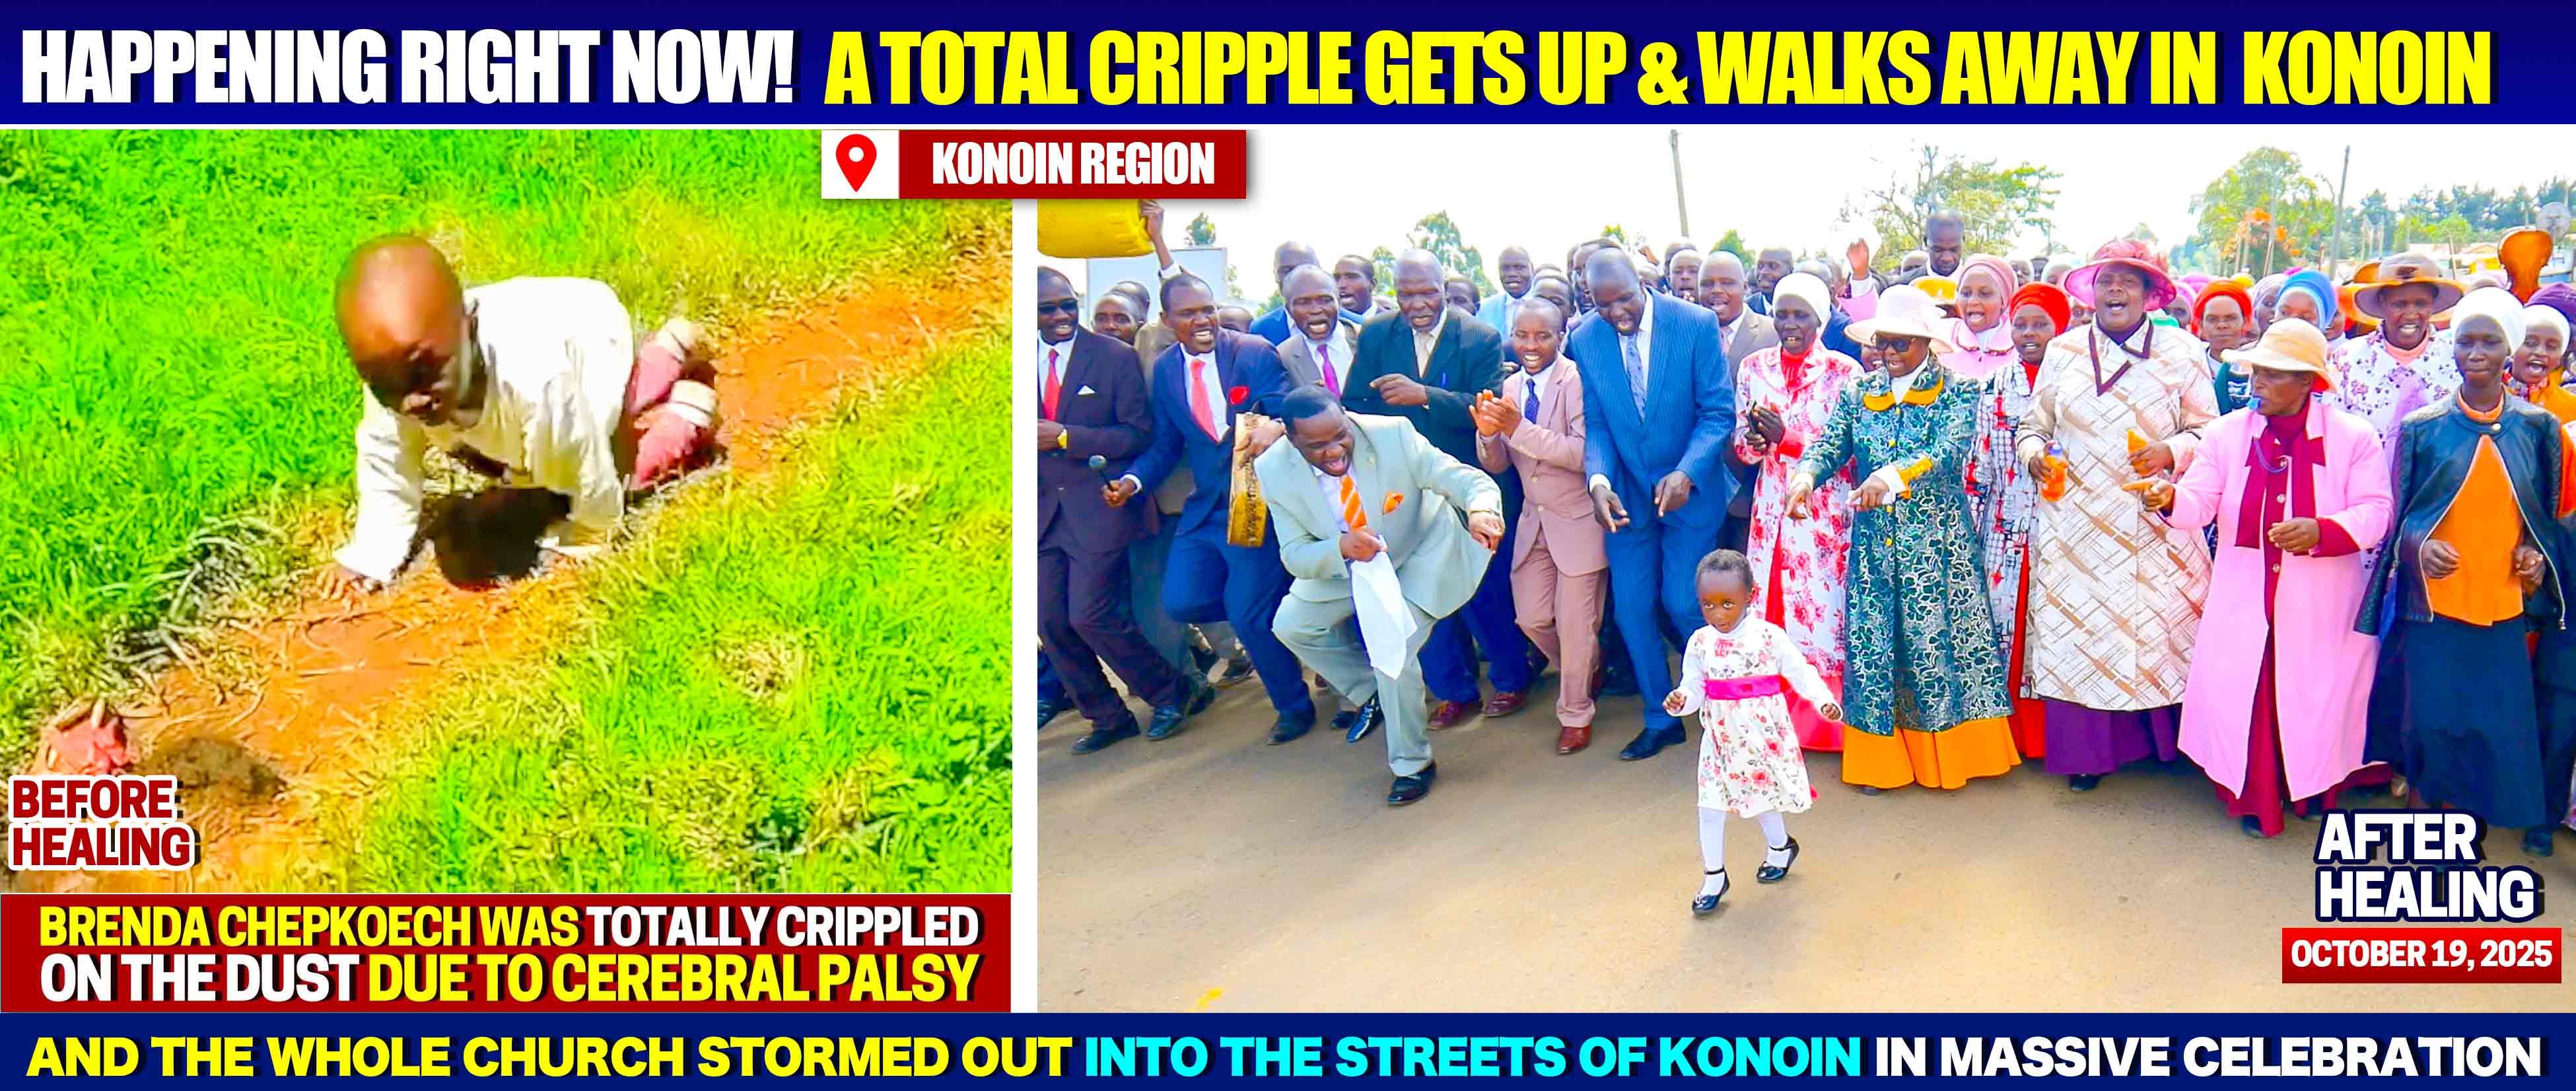 HAPPENING RIGHT NOW! A TOTAL CRIPPLE GETS UP & WALKS AWAY IN KONOIN
KONOIN REGION
BEFORE
HEALING
BRENDA CHEPKOECH WAS TOTALLY CRIPPLED
ON THE DUST DUE TO CEREBRAL PALSY
AFTER
HEALING
OCTOBER 19, 2025
AND THE WHOLE CHURCH STORMED OUT INTO THE STREETS OF KONOIN IN MASSIVE CELEBRATION